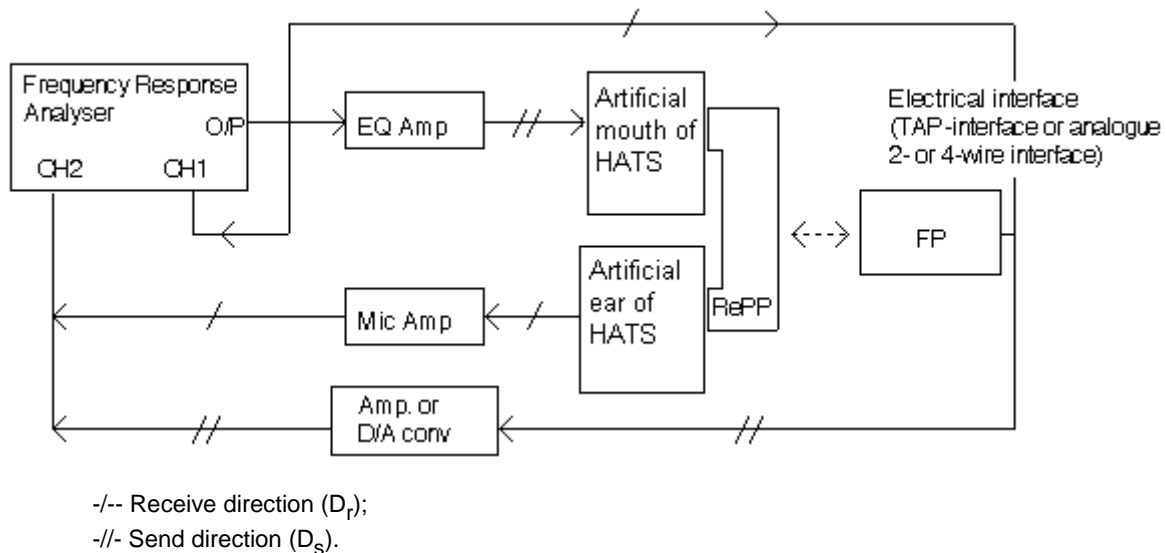 Frequency Response
Analyser
O/P
CH2
CH1
EQ Amp
Artificial
mouth of
HATS
Electrical interface
(TAP-interface or analogue
2- or 4-wire interface)
FP
Artificial
ear of
HATS
RePP
Mic Amp
Amp. or
D/A conv
-/-- Receive direction (Dr);
-//- Send direction (Ds).